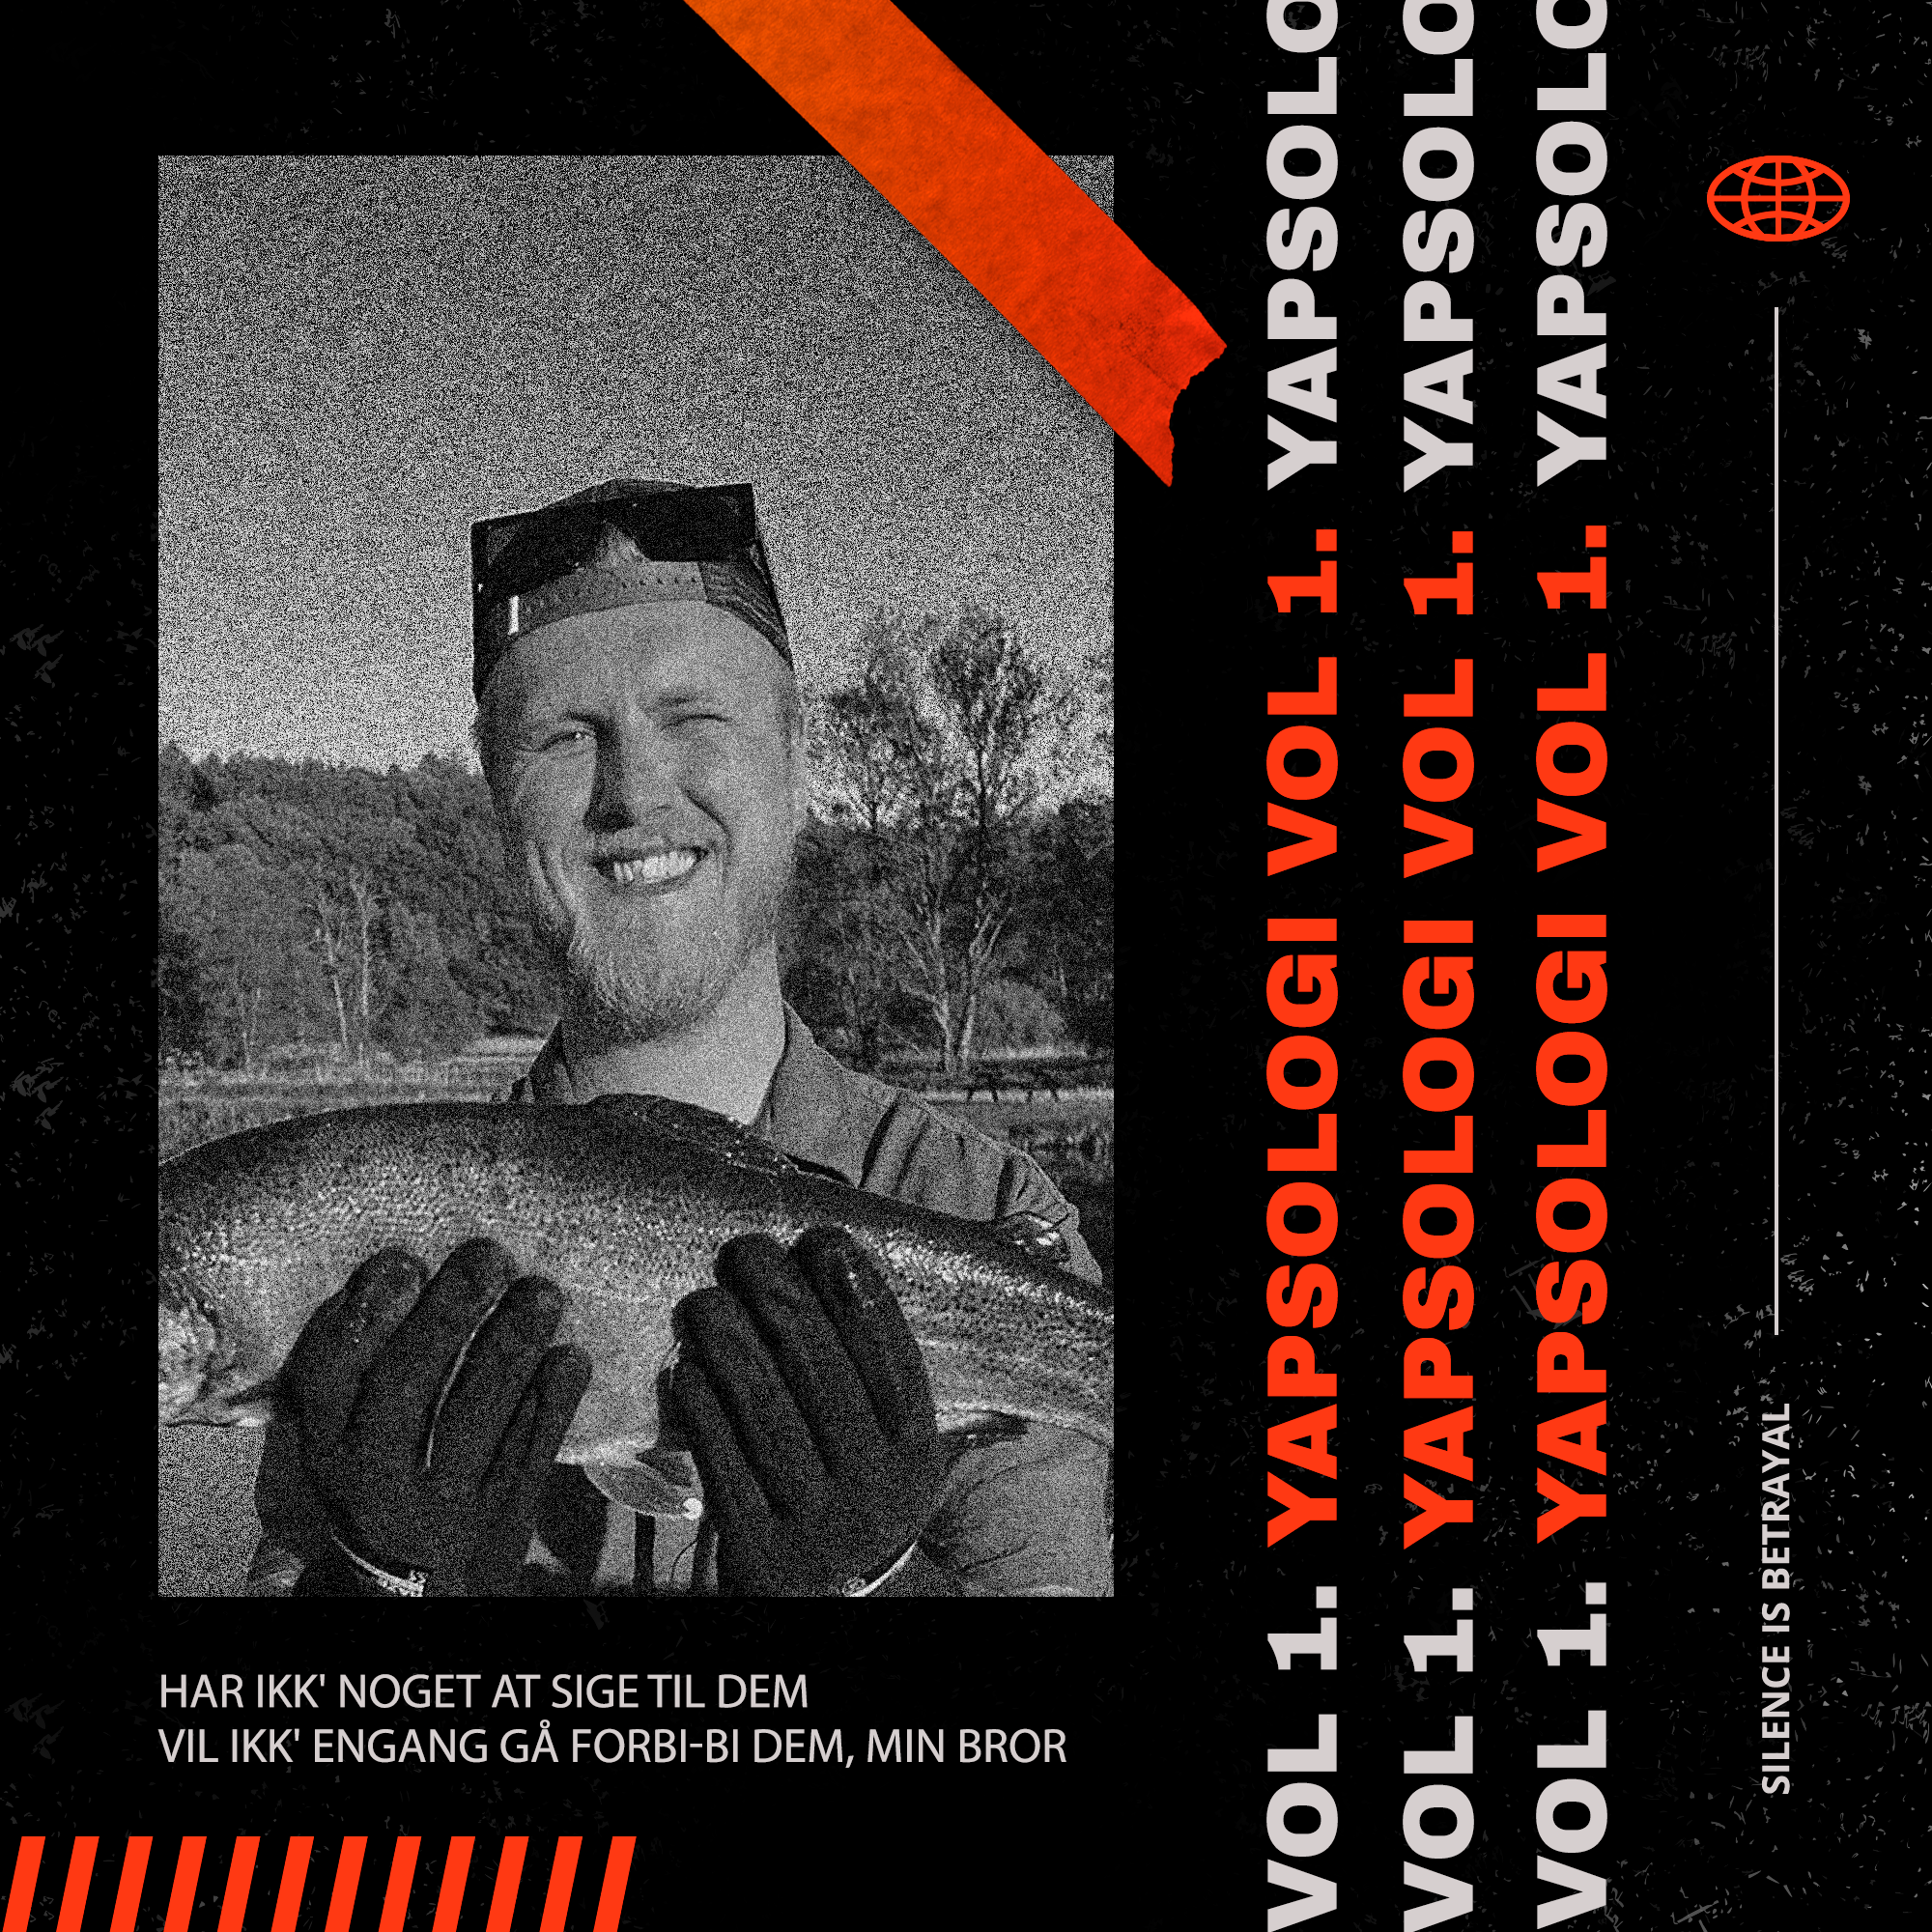 HAR IKK' NOGET AT SIGE TIL DEM
VIL IKK' ENGANG GÅ FORBI-BI DEM, MIN BROR
VOL 1. YAPSOLOGI VOL 1. YAPSOLO
VOL 1. YAPSOLOGI VOL 1. YAPSOLO
VOL 1. YAPSOLOGI VOL 1. YAPSOLO
SILENCE IS BETRAYAL